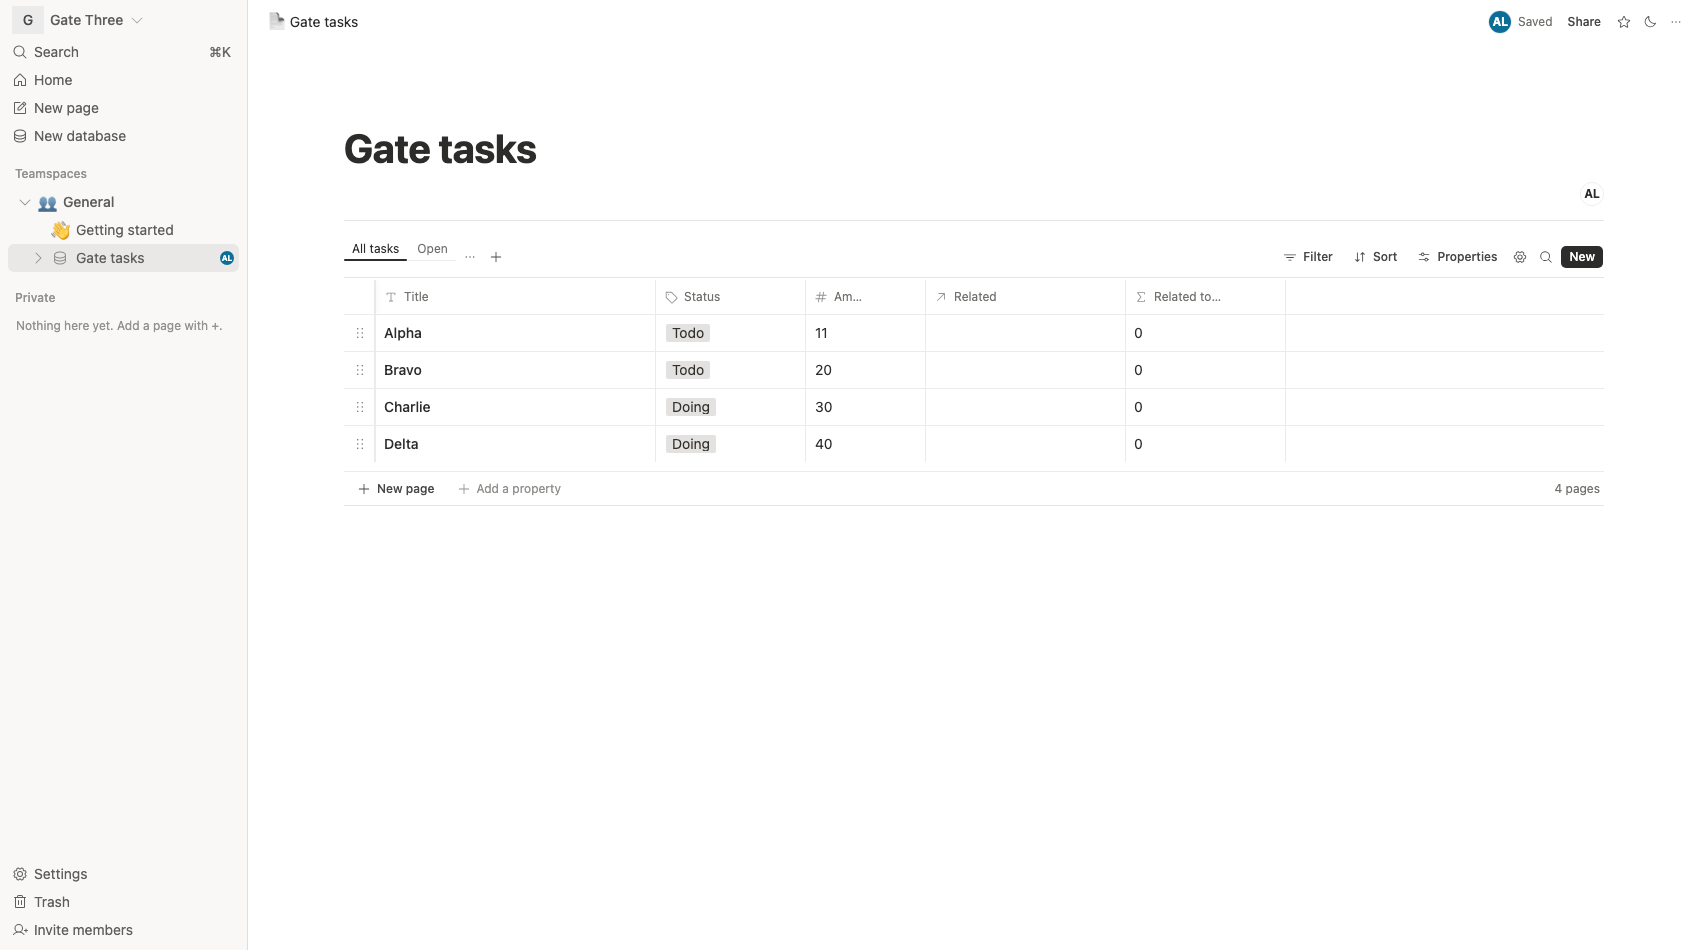 G Gate Three
Search ⌘K
Home
New page
New database
Teamspaces
General
Getting started
Gate tasks AL
Private
Nothing here yet. Add a page with +.
Settings
Trash
Invite members
Gate tasks
AL Saved Share
Gate tasks
AL
All tasks Open
Filter Sort Properties New
Title Status Am... Related Related to...
Alpha Todo 11 0
Bravo Todo 20 0
Charlie Doing 30 0
Delta Doing 40 0
New page Add a property 4 pages